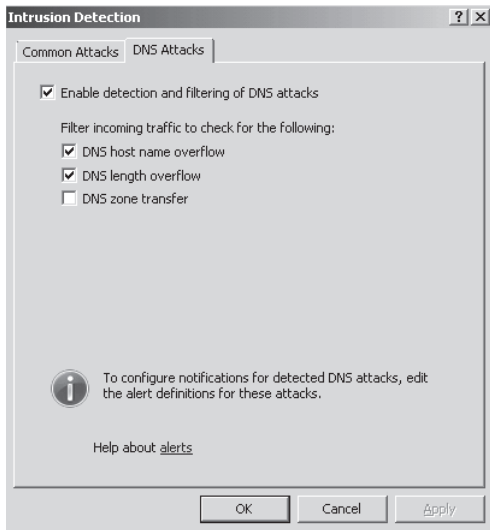 Intrusion Detection
? X
Common Attacks DNS Attacks
Enable detection and filtering of DNS attacks
Filter incoming traffic to check for the following:
DNS host name overflow
DNS length overflow
DNS zone transfer
To configure notifications for detected DNS attacks, edit
the alert definitions for these attacks.
Help about alerts
OK Cancel Apply